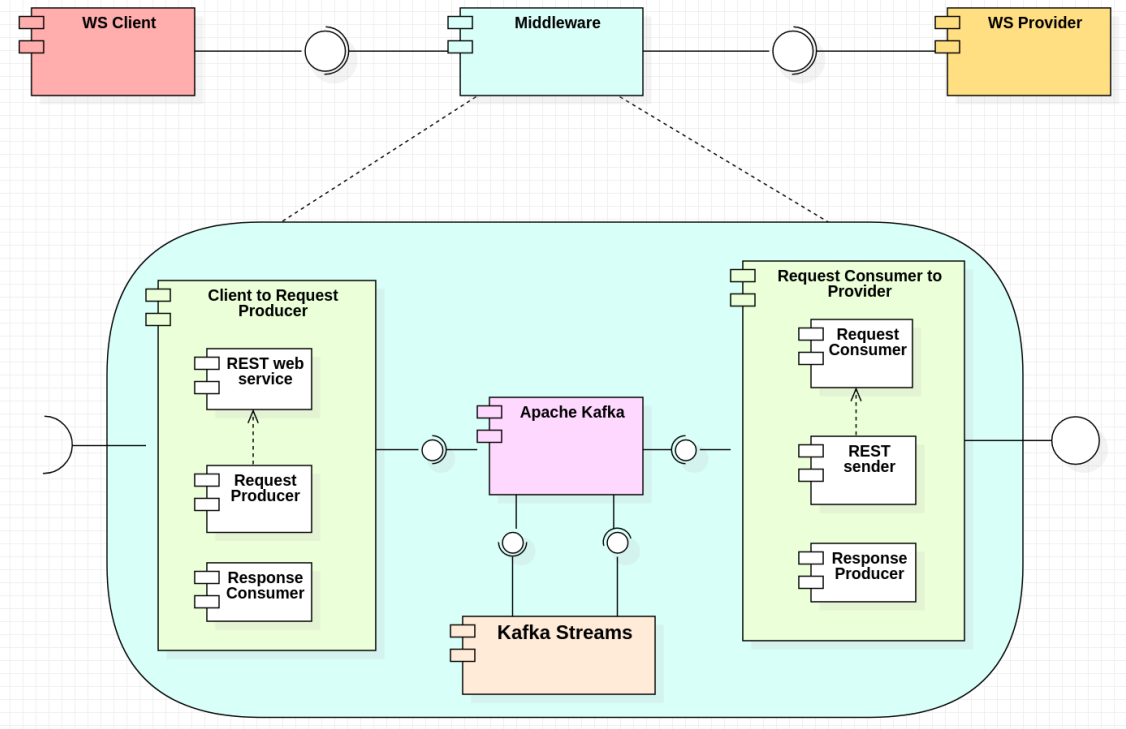 WS Client
Middleware
WS Provider
Client to Request
Producer
REST web
service
Request
Producer
Response
Consumer
Apache Kafka
Kafka Streams
Request Consumer to
Provider
Request
Consumer
REST
sender
Response
Producer